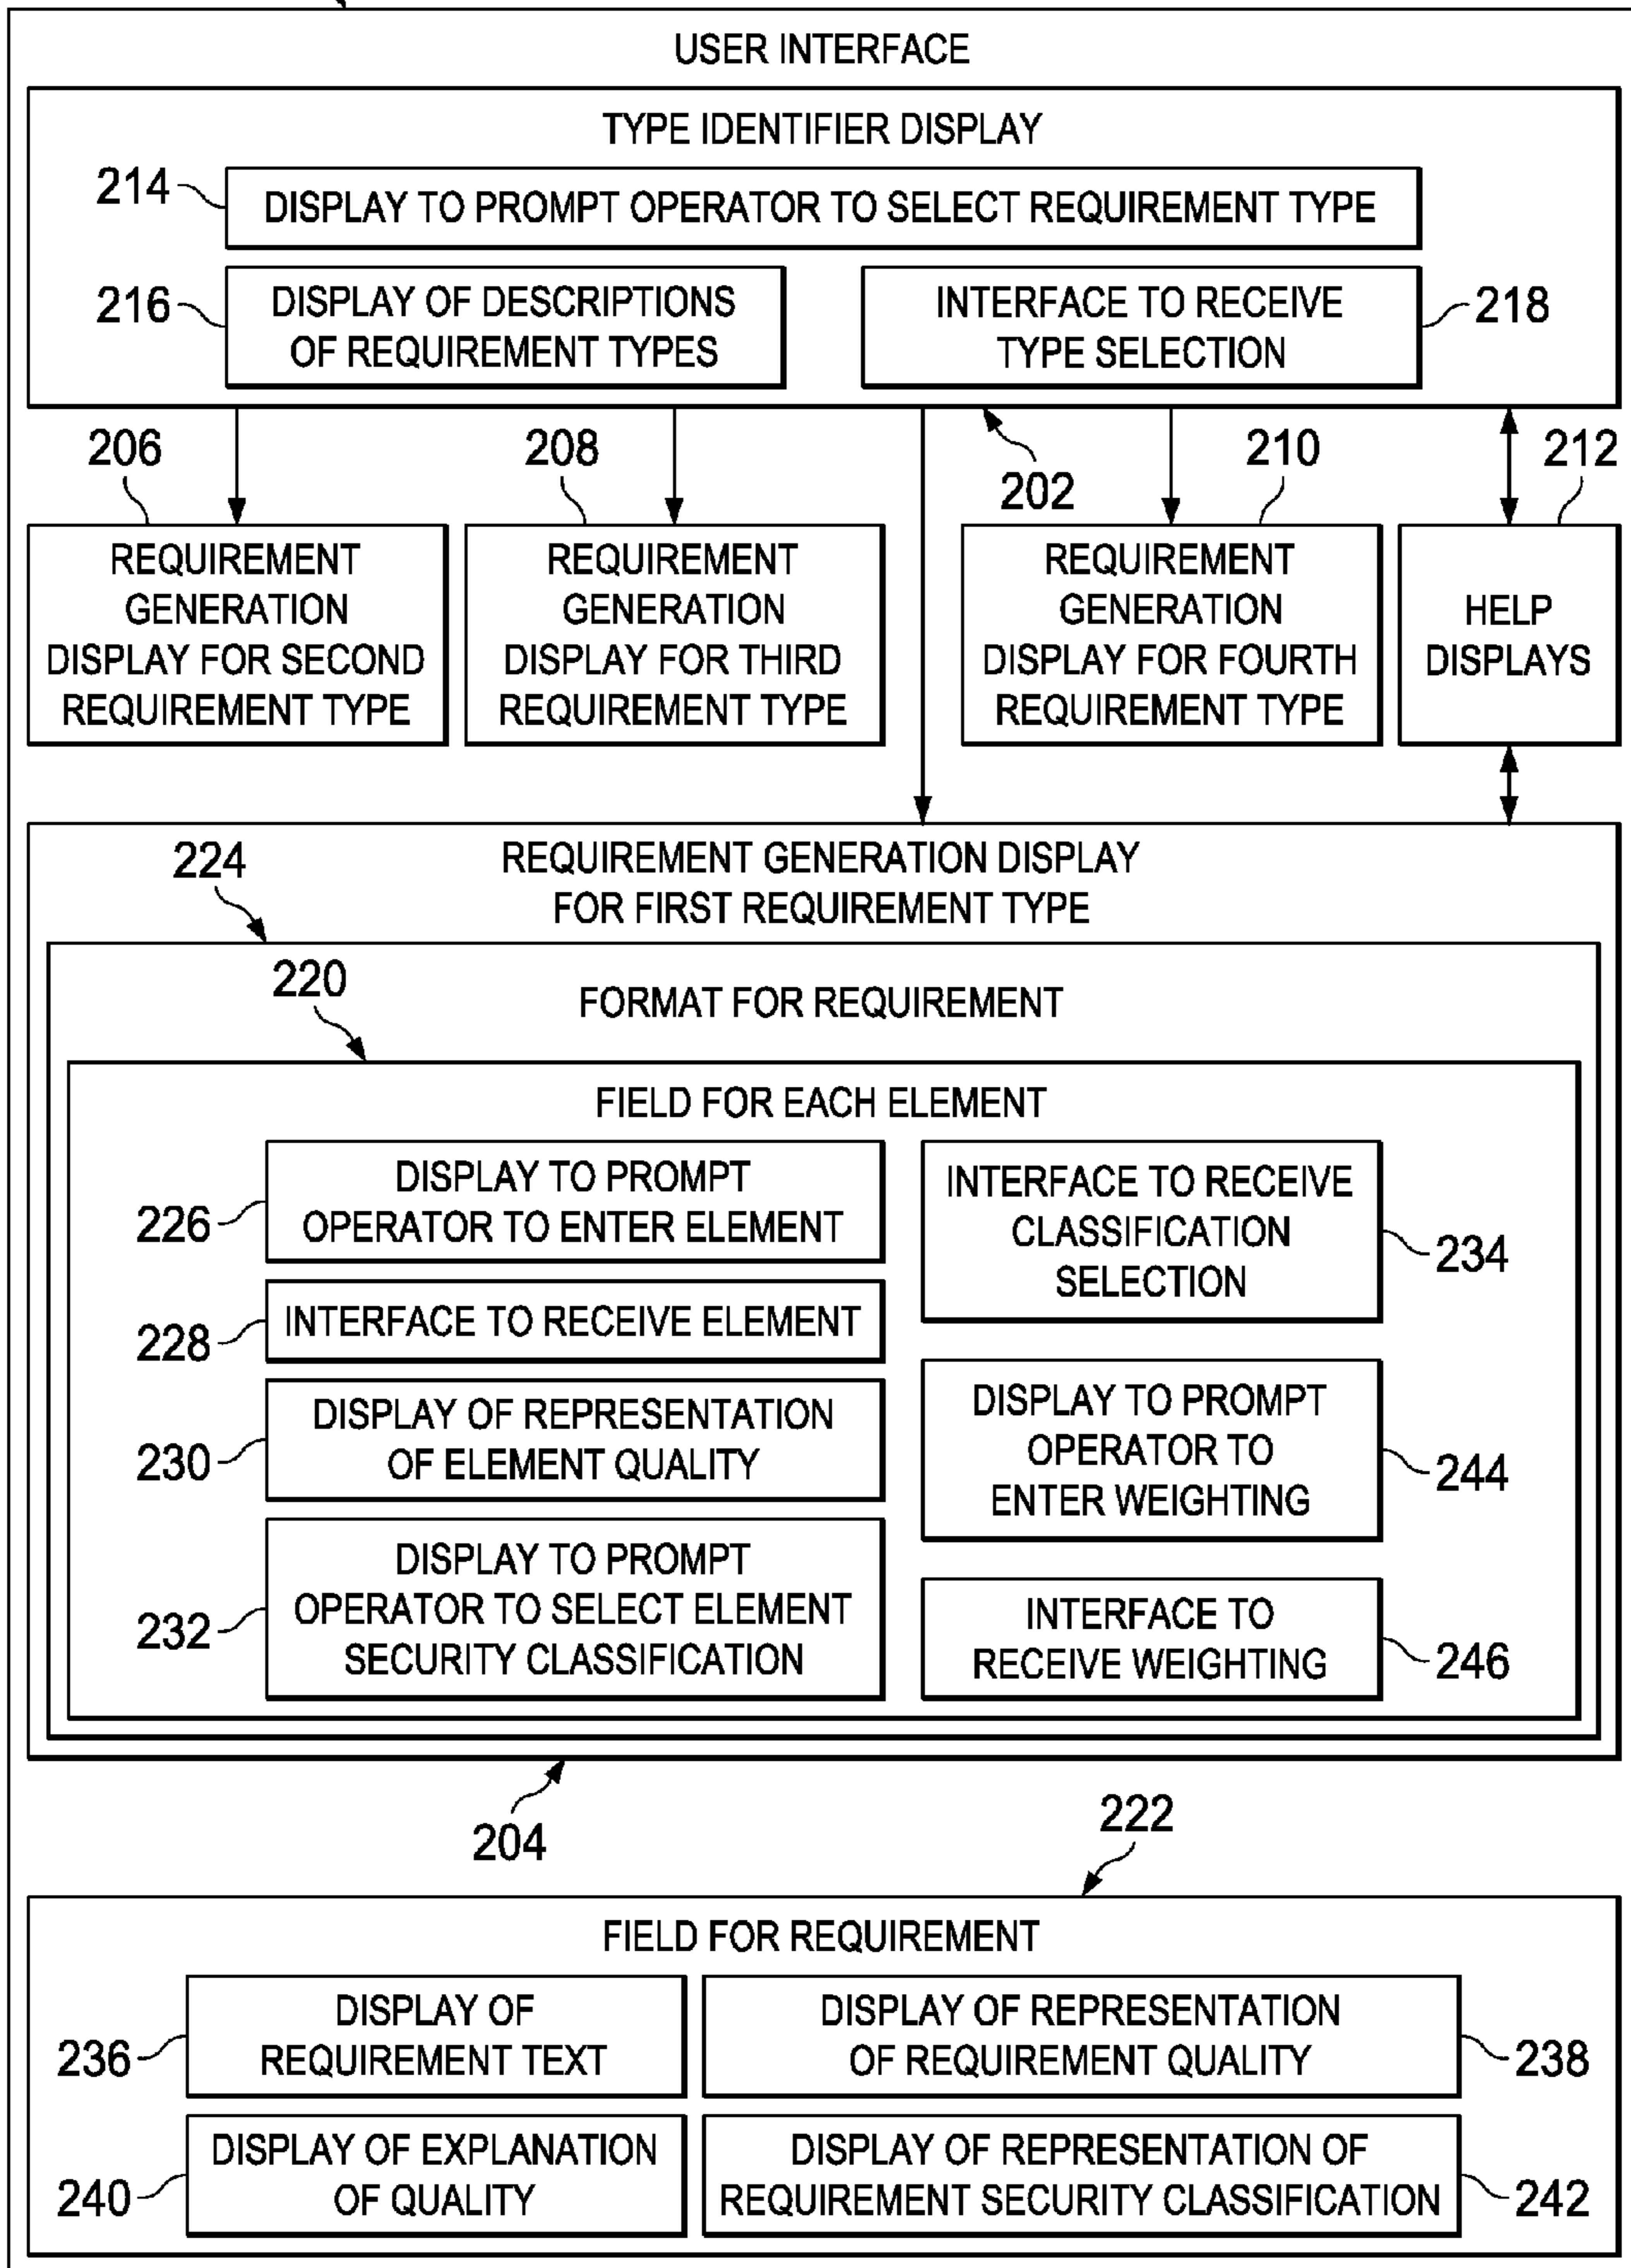 USER INTERFACE
TYPE IDENTIFIER DISPLAY
214
DISPLAY TO PROMPT OPERATOR TO SELECT REQUIREMENT TYPE
216
DISPLAY OF DESCRIPTIONS
OF REQUIREMENT TYPES
INTERFACE TO RECEIVE
TYPE SELECTION
218
206
208
202
210
212
REQUIREMENT
GENERATION
DISPLAY FOR SECOND
REQUIREMENT TYPE
REQUIREMENT
GENERATION
DISPLAY FOR THIRD
REQUIREMENT TYPE
REQUIREMENT
GENERATION
DISPLAY FOR FOURTH
REQUIREMENT TYPE
HELP
DISPLAYS
REQUIREMENT GENERATION DISPLAY
FOR FIRST REQUIREMENT TYPE
224
220
FORMAT FOR REQUIREMENT
FIELD FOR EACH ELEMENT
226
DISPLAY TO PROMPT
OPERATOR TO ENTER ELEMENT
228
INTERFACE TO RECEIVE ELEMENT
230
DISPLAY OF REPRESENTATION
OF ELEMENT QUALITY
232
DISPLAY TO PROMPT
OPERATOR TO SELECT ELEMENT
SECURITY CLASSIFICATION
INTERFACE TO RECEIVE
CLASSIFICATION
SELECTION
234
DISPLAY TO PROMPT
OPERATOR TO
ENTER WEIGHTING
244
INTERFACE TO
RECEIVE WEIGHTING
246
204
222
FIELD FOR REQUIREMENT
236
DISPLAY OF
REQUIREMENT TEXT
DISPLAY OF REPRESENTATION
OF REQUIREMENT QUALITY
238
240
DISPLAY OF EXPLANATION
OF QUALITY
DISPLAY OF REPRESENTATION OF
REQUIREMENT SECURITY CLASSIFICATION
242